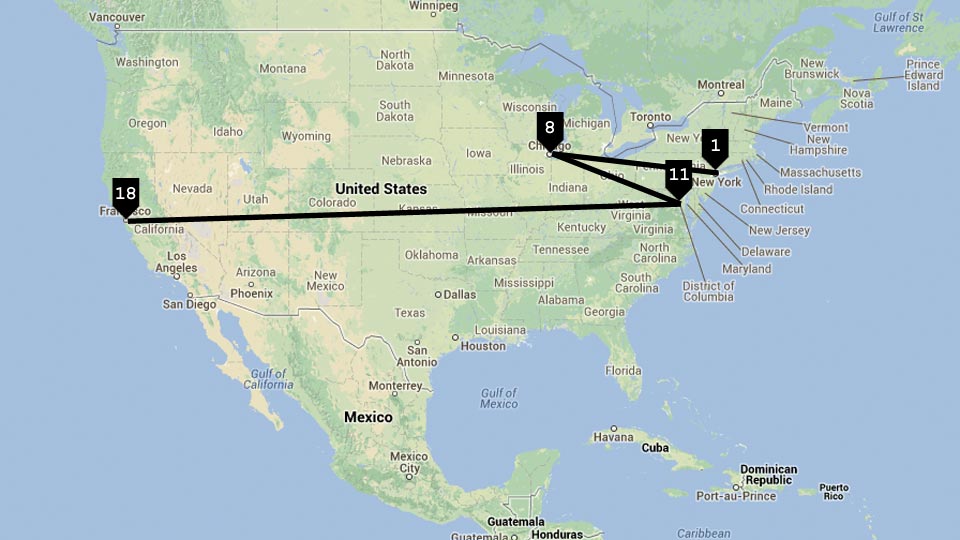 Winnipeg
Gulf of St
Lawrence
Vancouver
Washington
Montana
North
Dakota
Minnesota
Montreal
New
Brunswick
Prince
Edward
Island
Nova
Scotia
Maine
South
Dakota
Wisconsin
Michigan
Toronto
Oregon
Idaho
Wyoming
8
Vermont
New
Hampshire
1
Iowa
Nebraska
Illinois
Indiana
Ohio
11
New York
Massachusetts
Rhode Island
Connecticut
18
Nevada
Utah
United States
Colorado
Kansas
Missouri
West
Virginia
Kentucky
Virginia
New Jersey
Delaware
Maryland
District of
Columbia
California
Los
Angeles
Arizona
Phoenix
New
Mexico
Oklahoma
Arkansas
Tennessee
North
Carolina
South
Carolina
San Diego
Dallas
Mississippi
Alabama
Georgia
Texas
Louisiana
Houston
San
Antonio
Gulf of
California
Monterrey
Florida
Gulf of
Mexico
Mexico
Havana
Cuba
Mexico
City
Dominican
Republic
Port-au-Prince
Puerto
Rico
Guatemala
Guatemala
Honduras
Caribbean